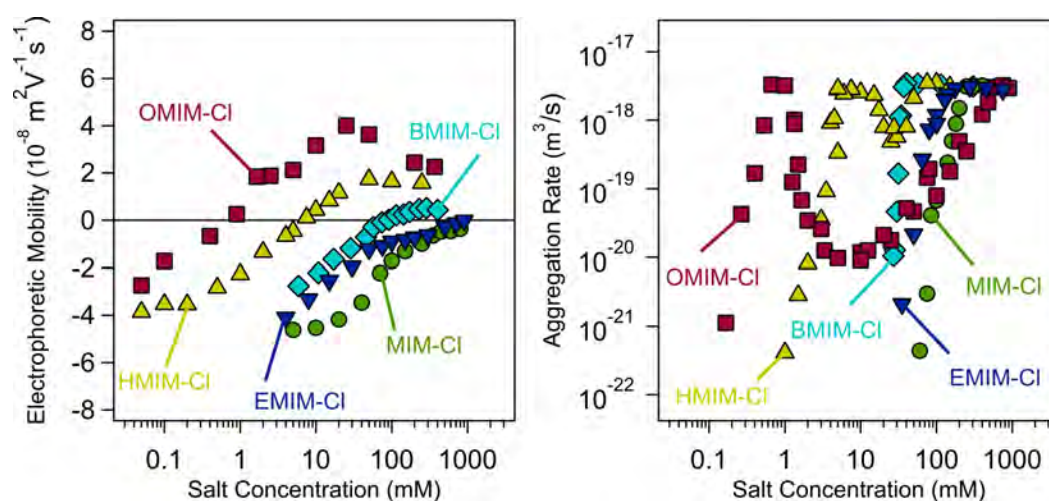 Electrophoretic Mobility (10⁻⁸ m²V⁻¹s⁻¹)
8
6
4
2
0
-2
-4
-6
-8
OMIM-Cl
BMIM-Cl
HMIM-Cl
EMIM-Cl
MIM-Cl
0.1 1 10 100 1000
Salt Concentration (mM)
Aggregation Rate (m³/s)
10⁻¹⁷
10⁻¹⁸
10⁻¹⁹
10⁻²⁰
10⁻²¹
10⁻²²
OMIM-Cl
MIM-Cl
BMIM-Cl
EMIM-Cl
HMIM-Cl
0.1 1 10 100 1000
Salt Concentration (mM)